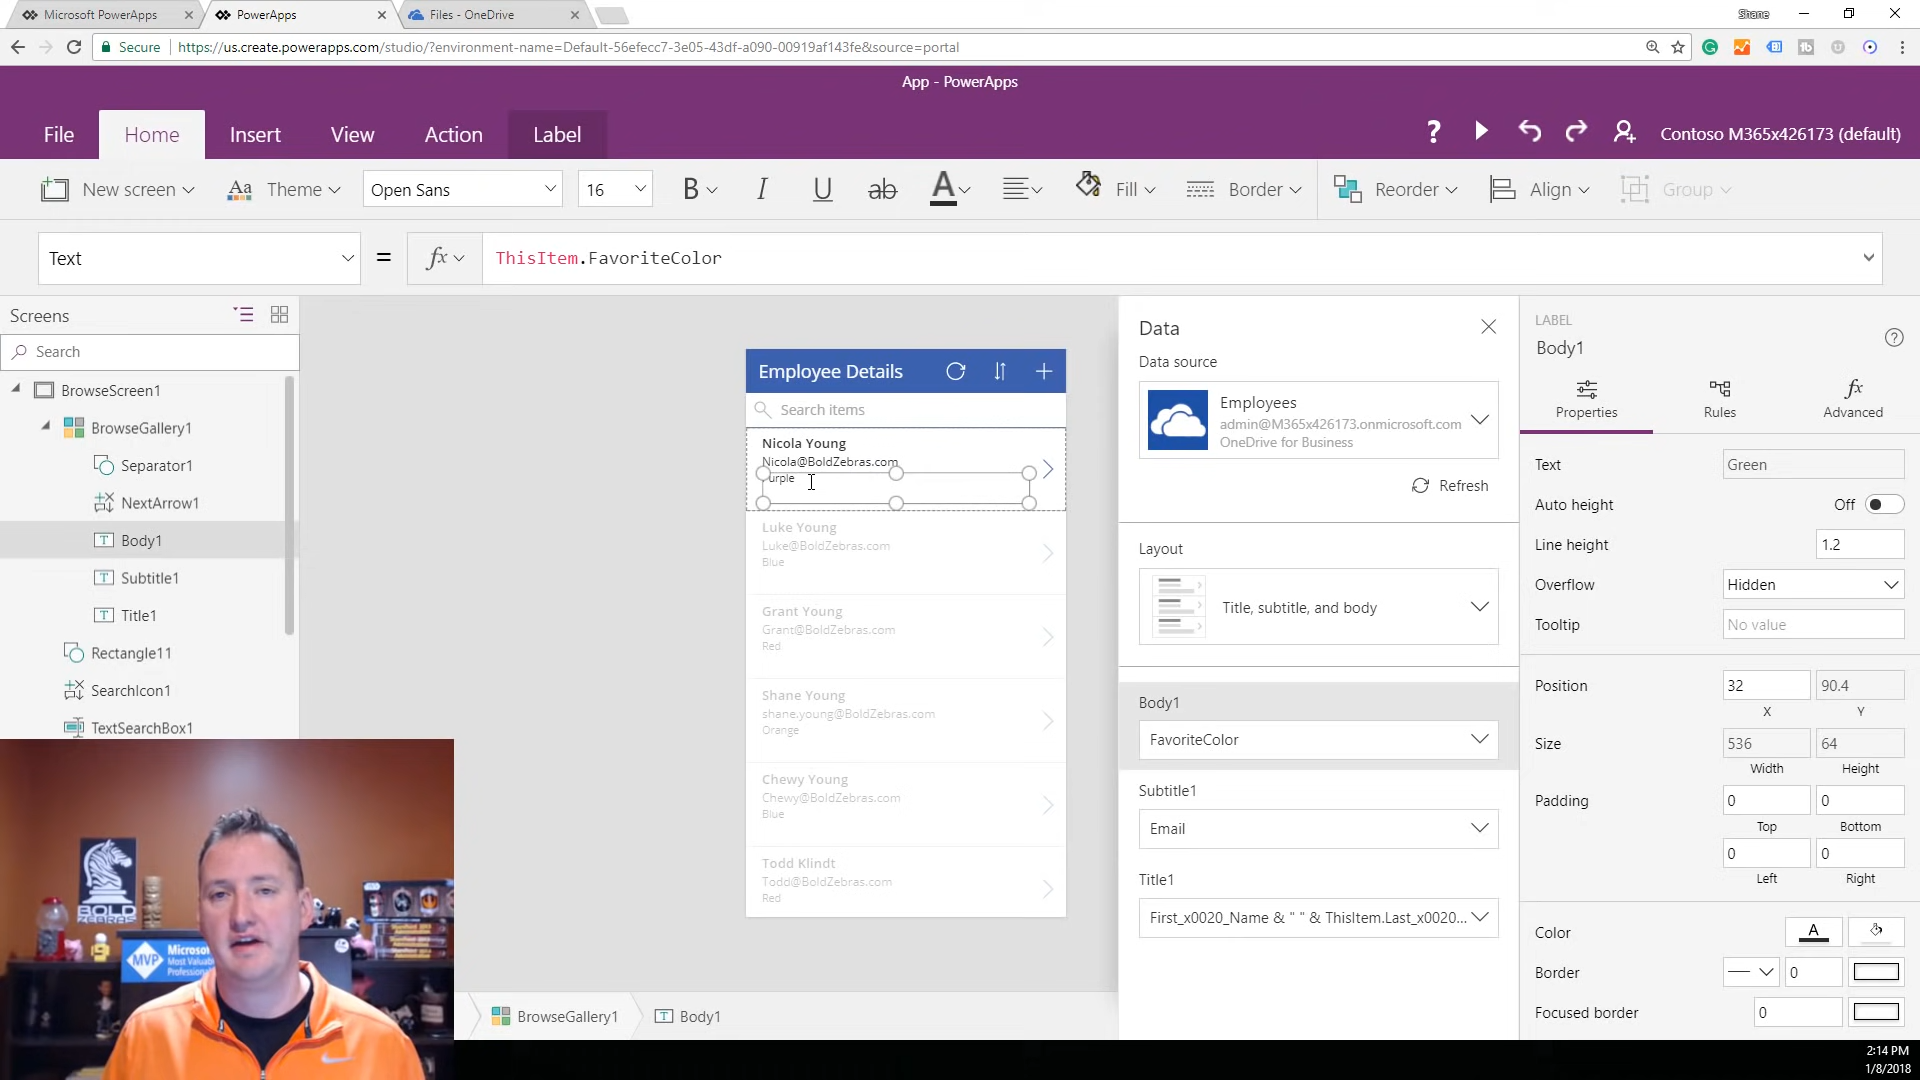 Microsoft PowerApps
PowerApps
Files - OneDrive
Shane
Secure
https://us.create.powerapps.com/studio/?environment-name=Default-56efecc7-3e05-43df-a090-00919af143fe&source=portal
App - PowerApps
File
Home
Insert
View
Action
Label
Contoso M365x426173 (default)
New screen
Theme
Open Sans
16
Fill
Border
Reorder
Align
Group
Text
=
fx
ThisItem.FavoriteColor
Screens
Search
BrowseScreen1
BrowseGallery1
Separator1
NextArrow1
Body1
Subtitle1
Title1
Rectangle11
SearchIcon1
TextSearchBox1
Employee Details
Search items
Nicola Young
Nicola@BoldZebras.com
urple
Luke Young
Luke@BoldZebras.com
Blue
Grant Young
Grant@BoldZebras.com
Red
Shane Young
shane.young@BoldZebras.com
Orange
Chewy Young
Chewy@BoldZebras.com
Blue
Todd Klindt
Todd@BoldZebras.com
Red
BrowseGallery1
Body1
Data
Data source
Employees
admin@M365x426173.onmicrosoft.com
OneDrive for Business
Refresh
Layout
Title, subtitle, and body
Body1
FavoriteColor
Subtitle1
Email
Title1
First_x0020_Name & " " & ThisItem.Last_x0020...
LABEL
Body1
Properties
Rules
Advanced
Text
Green
Auto height
Off
Line height
1.2
Overflow
Hidden
Tooltip
No value
Position
32
90.4
X
Y
Size
536
64
Width
Height
Padding
0
0
Top
Bottom
0
0
Left
Right
Color
Border
0
Focused border
0
BOLD
ZEBRAS
MVP
Microsoft
Most Valuable
Professional
2:14 PM
1/8/2018